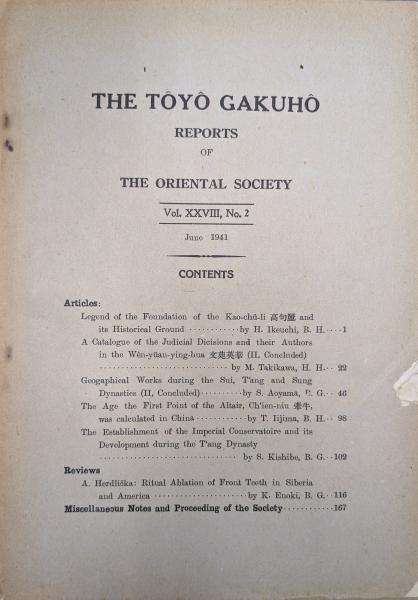 THE TÔYÔ GAKUHÔ
REPORTS
OF
THE ORIENTAL SOCIETY
Vol. XXVIII, No. 2
June 1941
CONTENTS
Articles:
Legend of the Foundation of the Kao-chü-li 高句麗 and
its Historical Ground ············by H. Ikeuchi, B. H.····1
A Catalogue of the Judicial Dicisions and their Authors
in the Wên-yüan-ying-hua 文苑英華 (II, Concluded)
······························by M. Takikawa, H. H.·· 22
Geographical Works during the Sui, T'ang and Sung
Dynasties (II, Concluded)··········by S. Aoyama, B. G.·· 46
The Age the First Point of the Altair, Ch'ien-niu 牽牛,
was calculated in China············by T. Iijima, B. H·· 98
The Establishment of the Imperial Conservatoire and its
Development during the T'ang Dynasty
································ by S. Kishibe, B. G.··102
Reviews
A. Herdlička: Ritual Ablation of Front Teeth in Siberia
and America ······················by K. Enoki, B. G.··116
Miscellaneous Notes and Proceeding of the Society············167